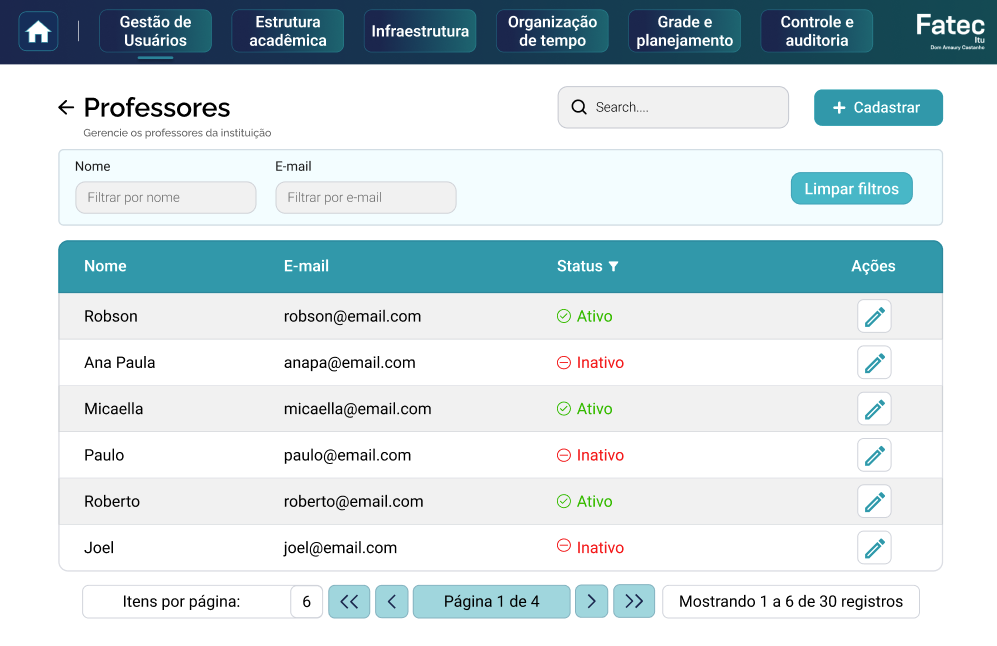 Gestão de
Usuários
Estrutura
acadêmica
Infraestrutura
Organização
de tempo
Grade e
planejamento
Controle e
auditoria
Fatec
Itu
Dom Amaury Castanho
Professores
Gerencie os professores da instituição
Search....
+ Cadastrar
Nome
E-mail
Filtrar por nome
Filtrar por e-mail
Limpar filtros
Nome E-mail Status Ações
Robson robson@email.com Ativo
Ana Paula anapa@email.com Inativo
Micaella micaella@email.com Ativo
Paulo paulo@email.com Inativo
Roberto roberto@email.com Ativo
Joel joel@email.com Inativo
Itens por página: 6 << < Página 1 de 4 > >> Mostrando 1 a 6 de 30 registros